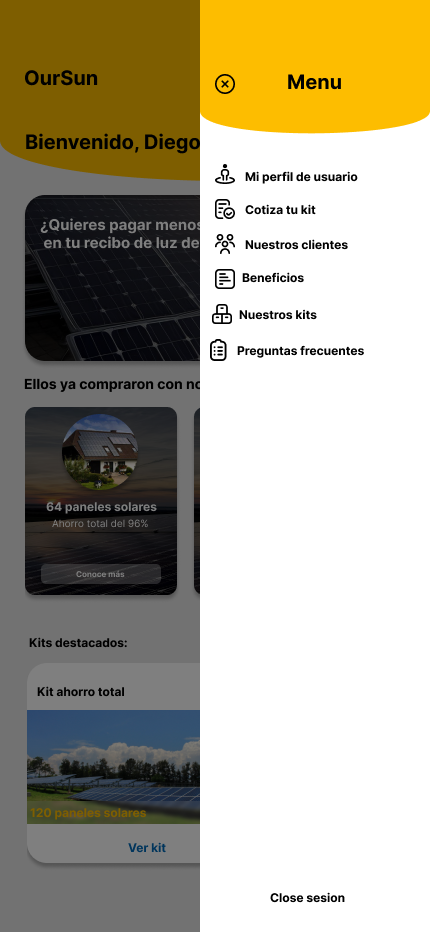 OurSun
Bienvenido, Diego
¿Quieres pagar menos
en tu recibo de luz de
Ellos ya compraron con no
64 paneles solares
Ahorro total del 96%
Conoce más
Kits destacados:
Kit ahorro total
120 paneles solares
Ver kit
Menu
Mi perfil de usuario
Cotiza tu kit
Nuestros clientes
Beneficios
Nuestros kits
Preguntas frecuentes
Close sesion